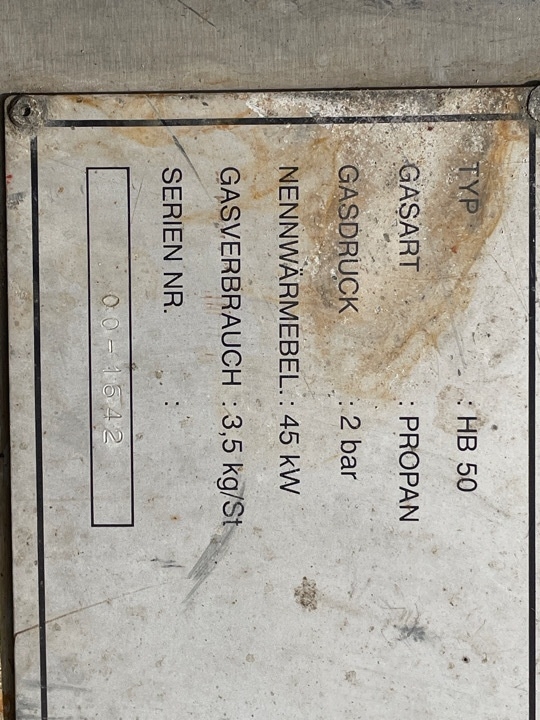 TYP : HB 50
GASART : PROPAN
GASDRUCK : 2 bar
NENNWÄRMEBEL.: 45 kW
GASVERBRAUCH : 3,5 kg/St
SERIEN NR. :
00-1642